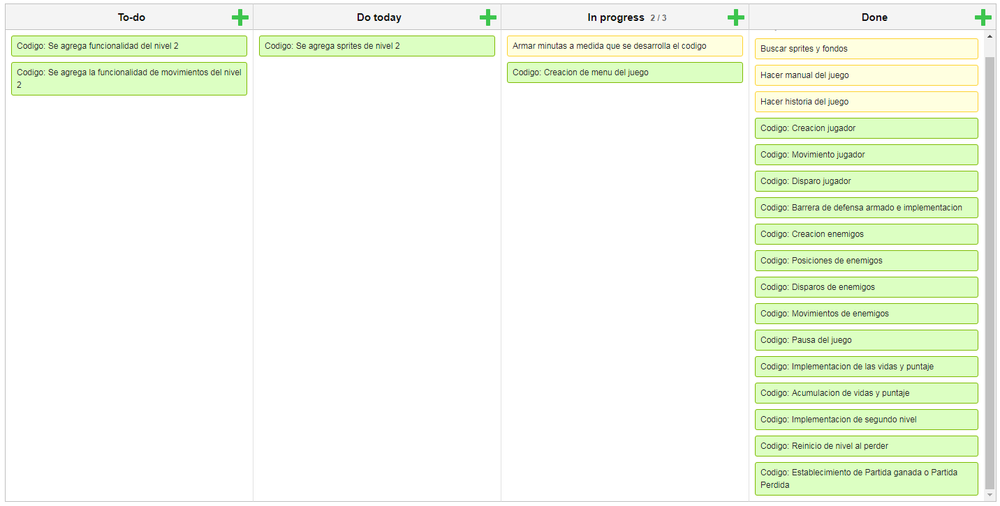 To-do
Codigo: Se agrega funcionalidad del nivel 2
Codigo: Se agrega la funcionalidad de movimientos del nivel
2
Do today
Codigo: Se agrega sprites de nivel 2
In progress 2 / 3
Armar minutas a medida que se desarrolla el codigo
Codigo: Creacion de menu del juego
Done
Buscar sprites y fondos
Hacer manual del juego
Hacer historia del juego
Codigo: Creacion jugador
Codigo: Movimiento jugador
Codigo: Disparo jugador
Codigo: Barrera de defensa armado e implementacion
Codigo: Creacion enemigos
Codigo: Posiciones de enemigos
Codigo: Disparos de enemigos
Codigo: Movimientos de enemigos
Codigo: Pausa del juego
Codigo: Implementacion de las vidas y puntaje
Codigo: Acumulacion de vidas y puntaje
Codigo: Implementacion de segundo nivel
Codigo: Reinicio de nivel al perder
Codigo: Establecimiento de Partida ganada o Partida
Perdida